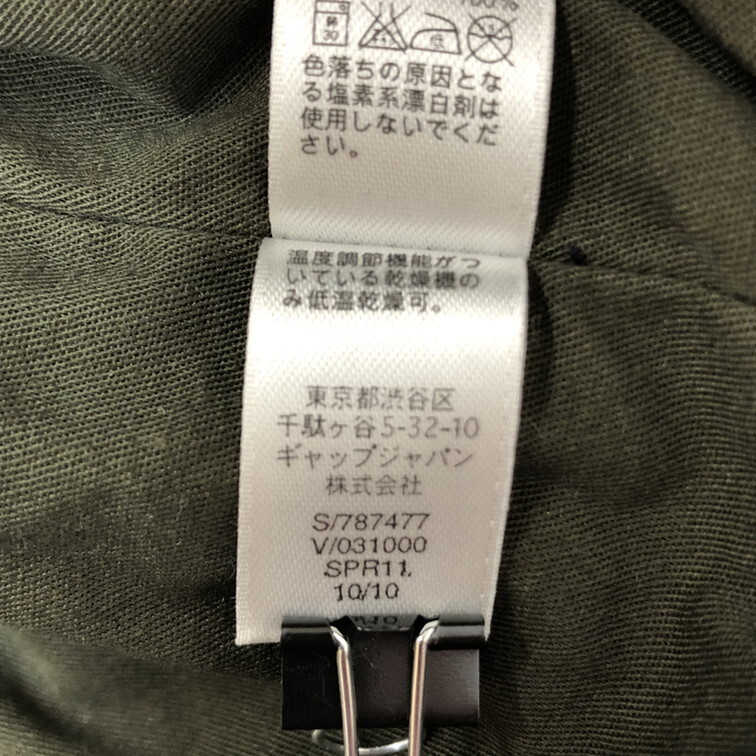 100%
30
低
色落ちの原因とな
る塩素系漂白剤は
使用しないでくだ
さい。
温度調節機能がつ
いている乾燥機の
み低温乾燥可。
東京都渋谷区
千駄ヶ谷5-32-10
ギャップジャパン
株式会社
S/787477
V/031000
SPR11
10/10